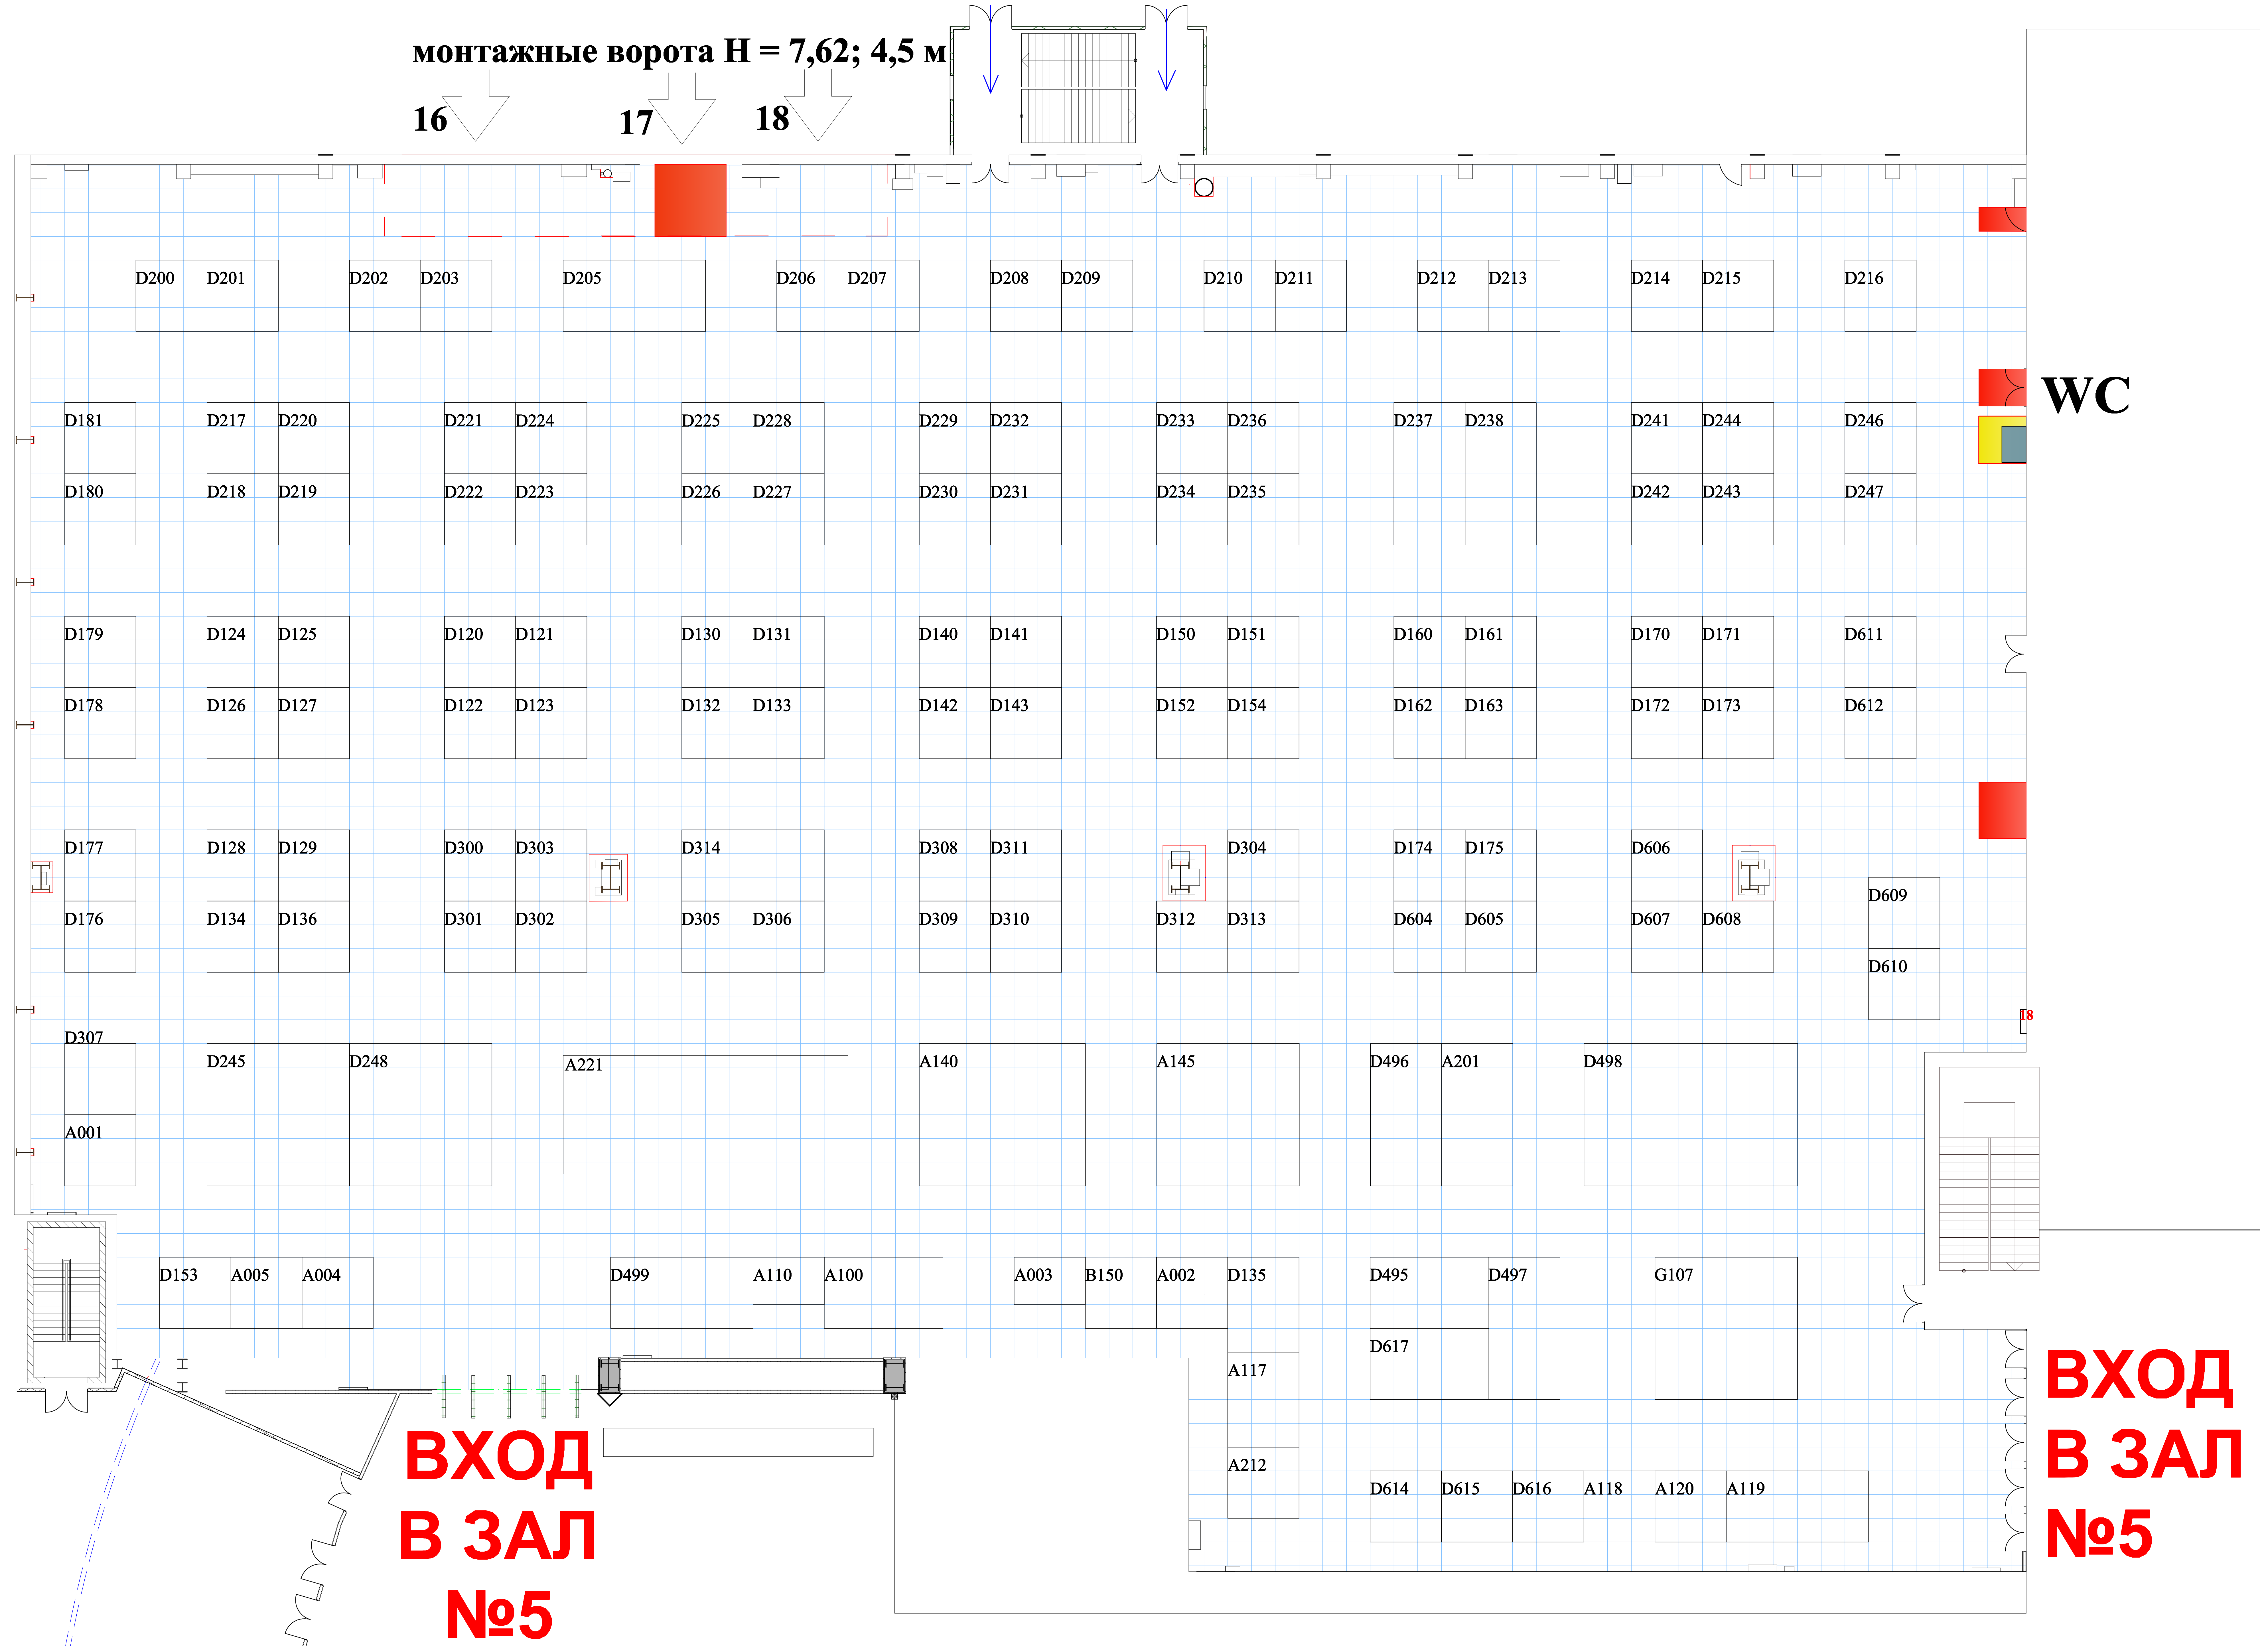 монтажные ворота H = 7,62; 4,5 м
16 17 18
D200 D201 D202 D203 D205 D206 D207 D208 D209 D210 D211 D212 D213 D214 D215 D216
WC
D181 D217 D220 D221 D224 D225 D228 D229 D232 D233 D236 D237 D238 D241 D244 D246
D180 D218 D219 D222 D223 D226 D227 D230 D231 D234 D235 D242 D243 D247
D179 D124 D125 D120 D121 D130 D131 D140 D141 D150 D151 D160 D161 D170 D171 D611
D178 D126 D127 D122 D123 D132 D133 D142 D143 D152 D154 D162 D163 D172 D173 D612
D177 D128 D129 D300 D303 D314 D308 D311 D304 D174 D175 D606
D609
D176 D134 D136 D301 D302 D305 D306 D309 D310 D312 D313 D604 D605 D607 D608
D610
D307
D245 D248 A221 A140 A145 D496 A201 D498
A001
D153 A005 A004 D499 A110 A100 A003 B150 A002 D135 D495 D497 G107
D617
A117
A212
D614 D615 D616 A118 A120 A119
ВХОД
В ЗАЛ
№5
ВХОД
В ЗАЛ
№5